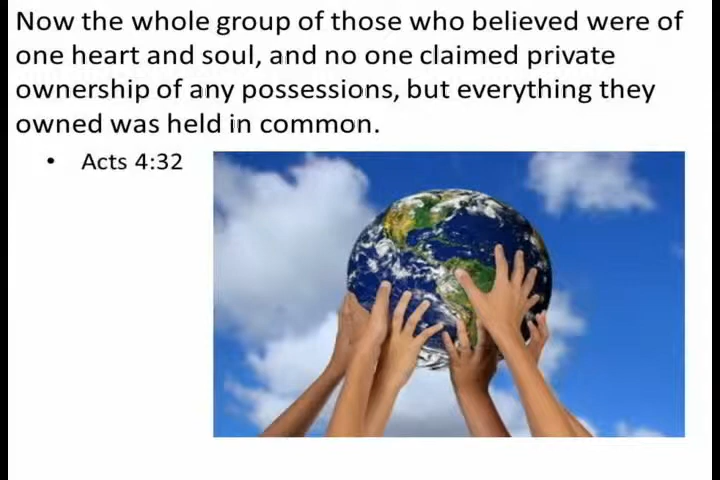 Now the whole group of those who believed were of
one heart and soul, and no one claimed private
ownership of any possessions, but everything they
owned was held in common.
• Acts 4:32